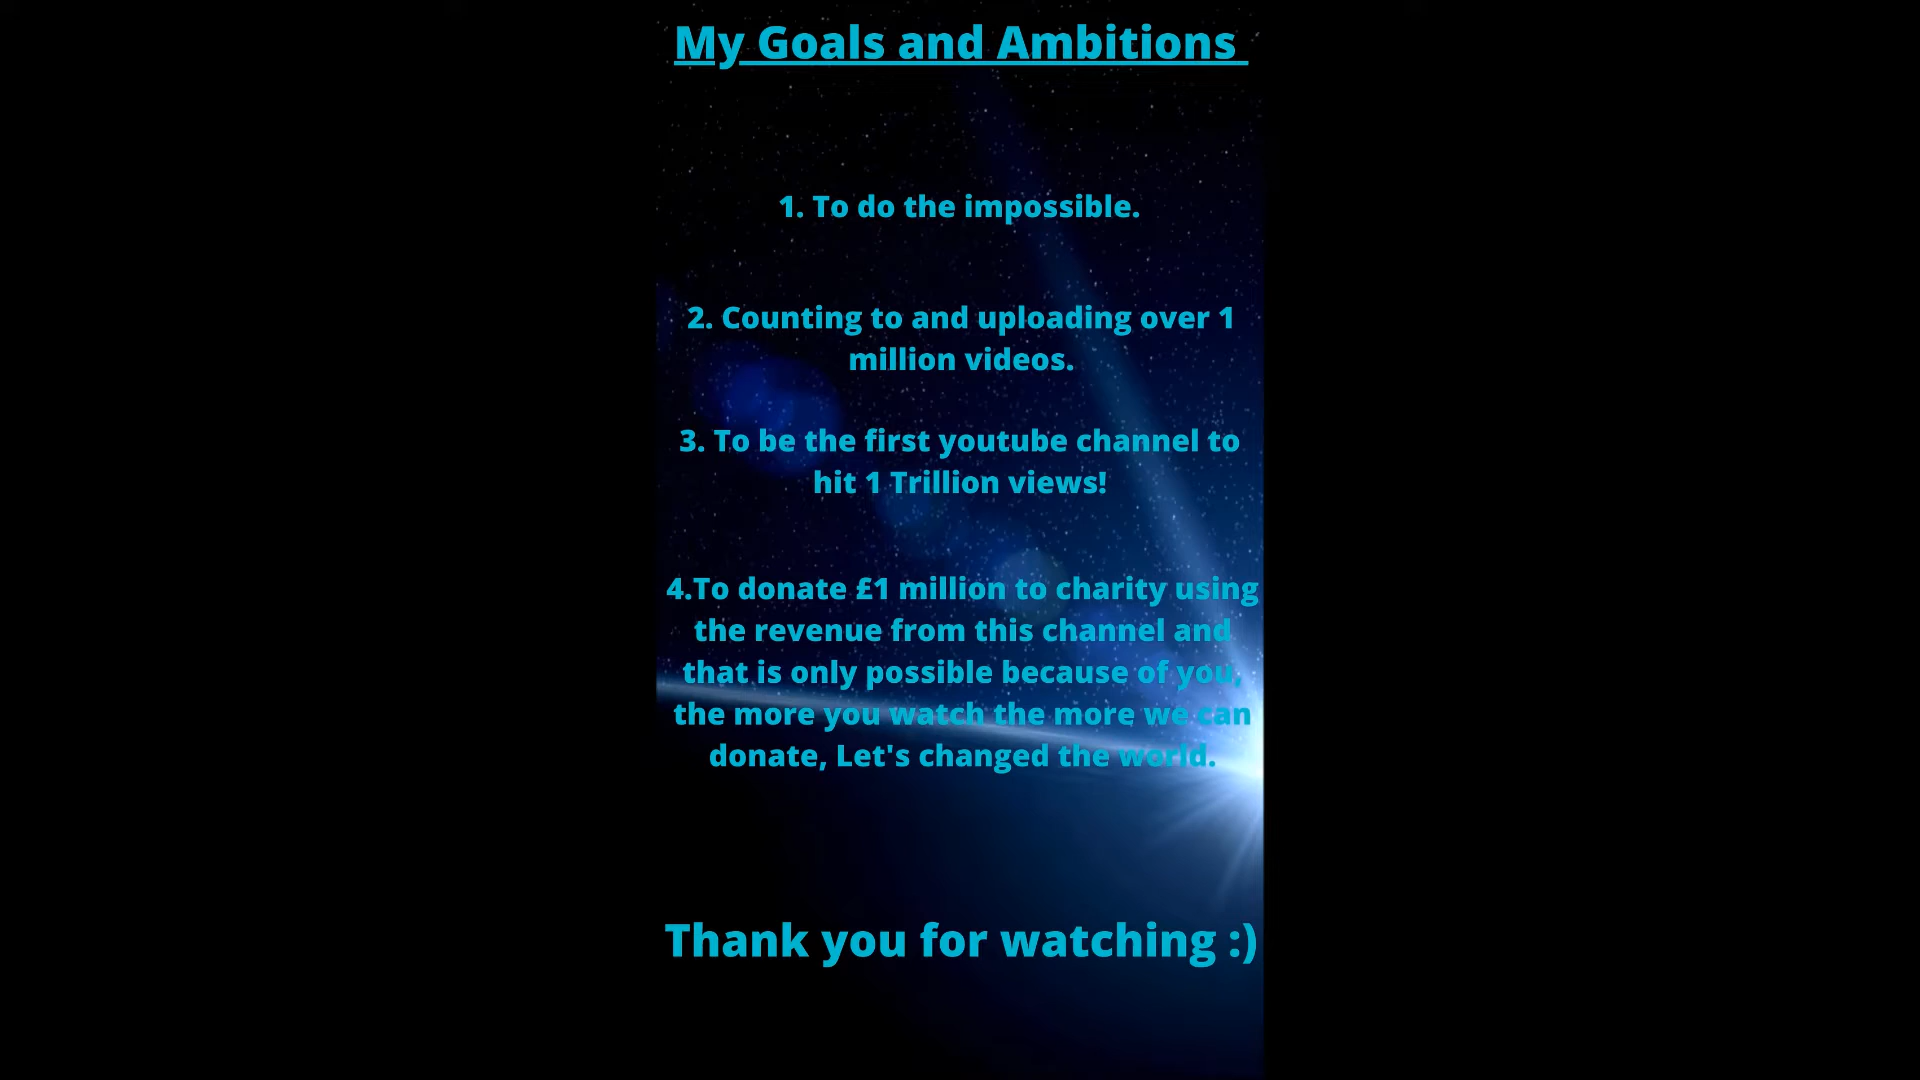 My Goals and Ambitions
1. To do the impossible.
2. Counting to and uploading over 1
million videos.
3. To be the first youtube channel to
hit 1 Trillion views!
4.To donate £1 million to charity using
the revenue from this channel and
that is only possible because of you,
the more you watch the more we can
donate, Let's changed the world.
Thank you for watching :)